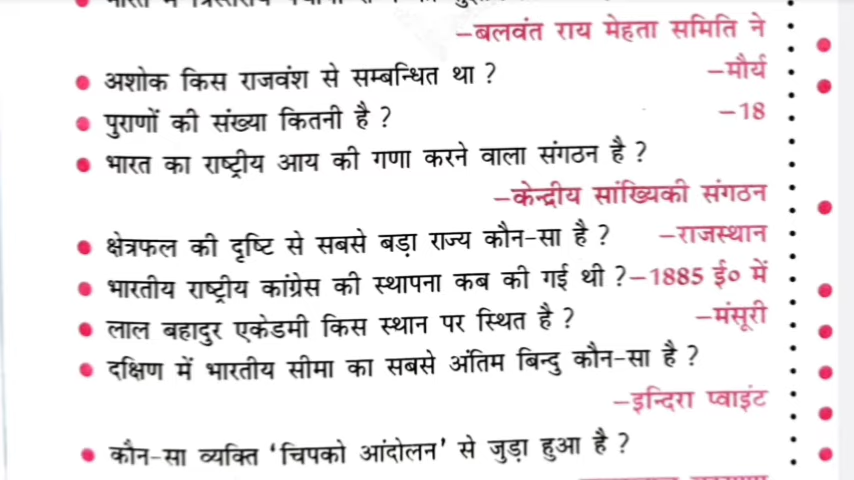 –बलवंत राय मेहता समिति ने
● अशोक किस राजवंश से सम्बन्धित था ? –मौर्य
● पुराणों की संख्या कितनी है ? –18
● भारत का राष्ट्रीय आय की गणा करने वाला संगठन है ?
–केन्द्रीय सांख्यिकी संगठन
● क्षेत्रफल की दृष्टि से सबसे बड़ा राज्य कौन-सा है ? –राजस्थान
● भारतीय राष्ट्रीय कांग्रेस की स्थापना कब की गई थी ?–1885 ई० में
● लाल बहादुर एकेडमी किस स्थान पर स्थित है ? –मंसूरी
● दक्षिण में भारतीय सीमा का सबसे अंतिम बिन्दु कौन-सा है ?
–इन्दिरा प्वाइंट
● कौन-सा व्यक्ति ‘चिपको आंदोलन’ से जुड़ा हुआ है ?